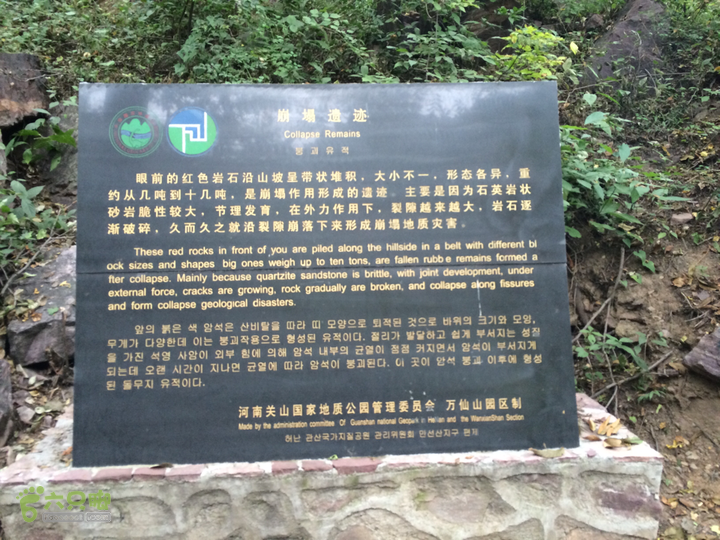 崩塌遗迹
Collapse Remains
붕괴유적
眼前的红色岩石沿山坡呈带状堆积，大小不一，形态各异，重
约从几吨到十几吨，是崩塌作用形成的遗迹。主要是因为石英岩状
砂岩脆性较大，节理发育，在外力作用下，裂隙越来越大，岩石逐
渐破碎，久而久之就沿裂隙崩落下来形成崩塌地质灾害。
These red rocks in front of you are piled along the hillside in a belt with different bl
ock sizes and shapes big ones weigh up to ten tons, are fallen rubb e remains formed a
fter collapse. Mainly because quartzite sandstone is brittle, with joint development, under
external force, cracks are growing, rock gradually are broken, and collapse along fissures
and form collapse geological disasters.
앞의 붉은 색 암석은 산비탈을 따라 띠 모양으로 퇴적된 것으로 바위의 크기와 모양,
무게가 다양한데 이는 붕괴작용으로 형성된 유적이다. 절리가 발달하고 쉽게 부서지는 성질
을 가진 석영 사암이 외부 힘에 의해 암석 내부의 균열이 점점 커지면서 암석이 부서지게
되는데 오랜 시간이 지나면 균열에 따라 암석이 붕괴된다. 이 곳이 암석 붕괴 이후에 형성
된 돌무지 유적이다.
河南关山国家地质公园管理委员会 万仙山园区制
Made by the administration committee Of Guanshan national Geopark in HeNan and the WanxianShan Section
허난 관산국가지질공원 관리위원회 만선산지구 편제
六只脚